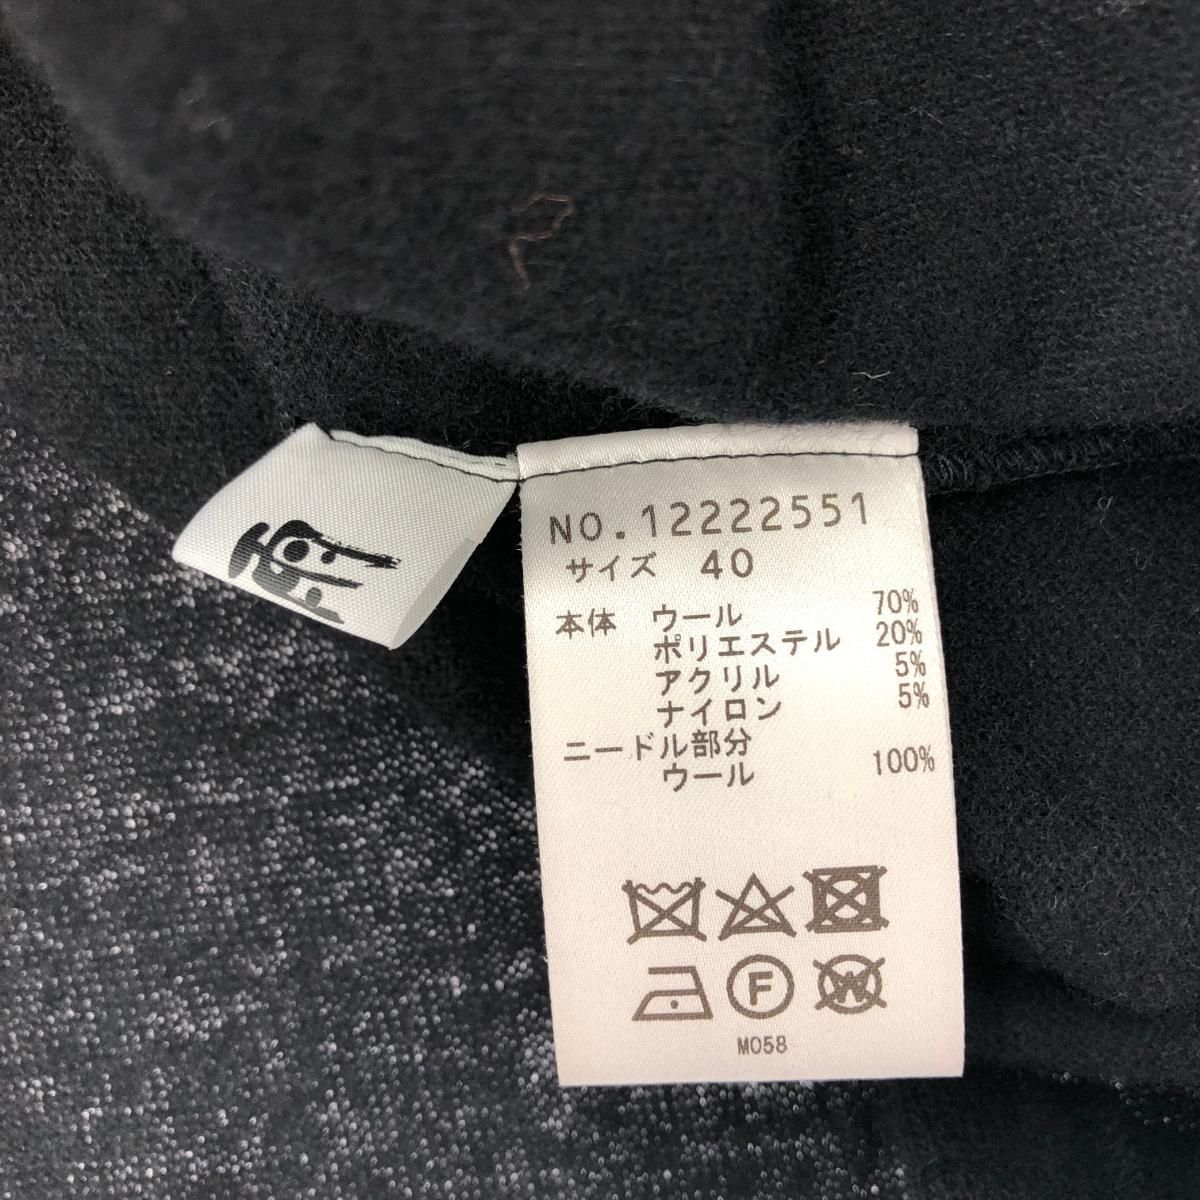 NO.12222551
サイズ 40
本体 ウール 70%
ポリエステル 20%
アクリル 5%
ナイロン 5%
ニードル部分
ウール 100%
F W
M058